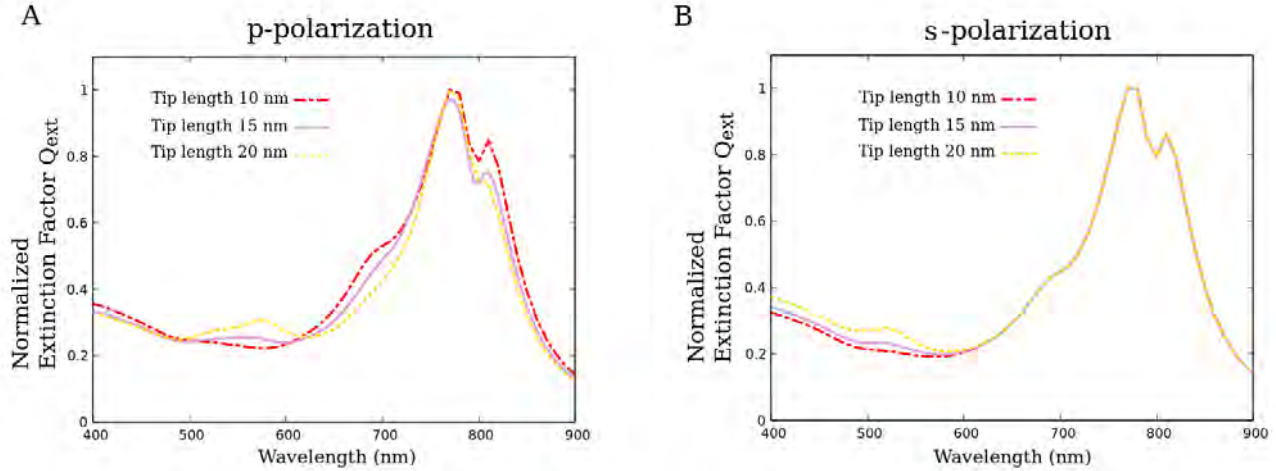 A
p-polarization
Normalized
Extinction Factor Qext
1
0.8
0.6
0.4
0.2
0
Tip length 10 nm
Tip length 15 nm
Tip length 20 nm
400 500 600 700 800 900
Wavelength (nm)
B
s-polarization
Normalized
Extinction Factor Qext
1
0.8
0.6
0.4
0.2
0
Tip length 10 nm
Tip length 15 nm
Tip length 20 nm
400 500 600 700 800 900
Wavelength (nm)